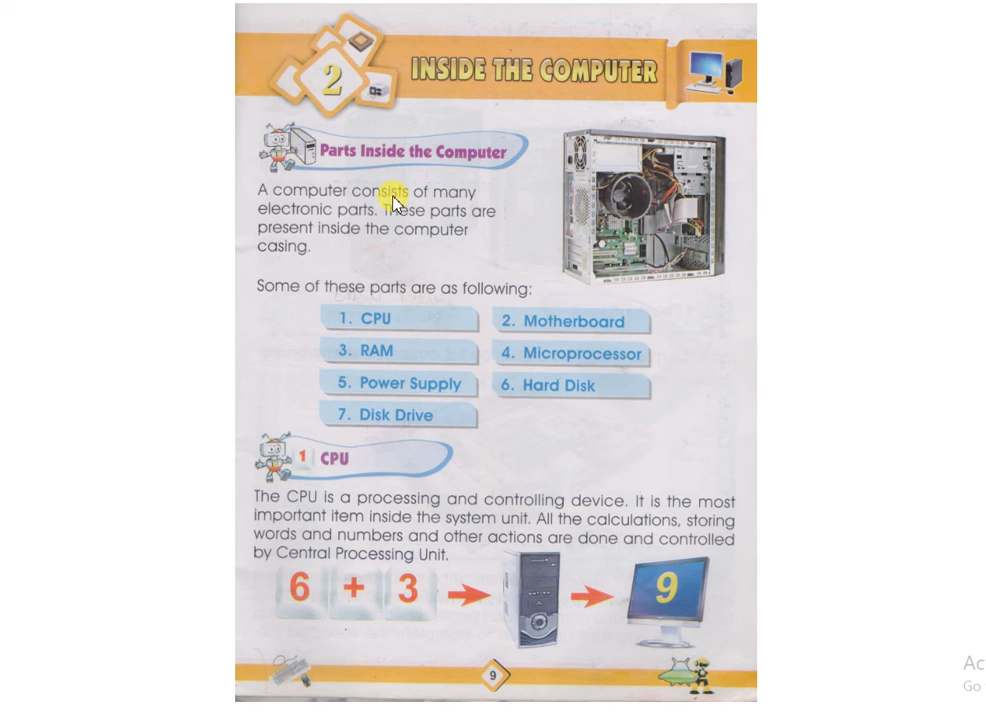 2
INSIDE THE COMPUTER
Parts Inside the Computer
A computer consists of many
electronic parts. These parts are
present inside the computer
casing.
Some of these parts are as following:
1. CPU
2. Motherboard
3. RAM
4. Microprocessor
5. Power Supply
6. Hard Disk
7. Disk Drive
1 CPU
The CPU is a processing and controlling device. It is the most
important item inside the system unit. All the calculations, storing
words and numbers and other actions are done and controlled
by Central Processing Unit.
6 + 3
9
9
Ac
Go